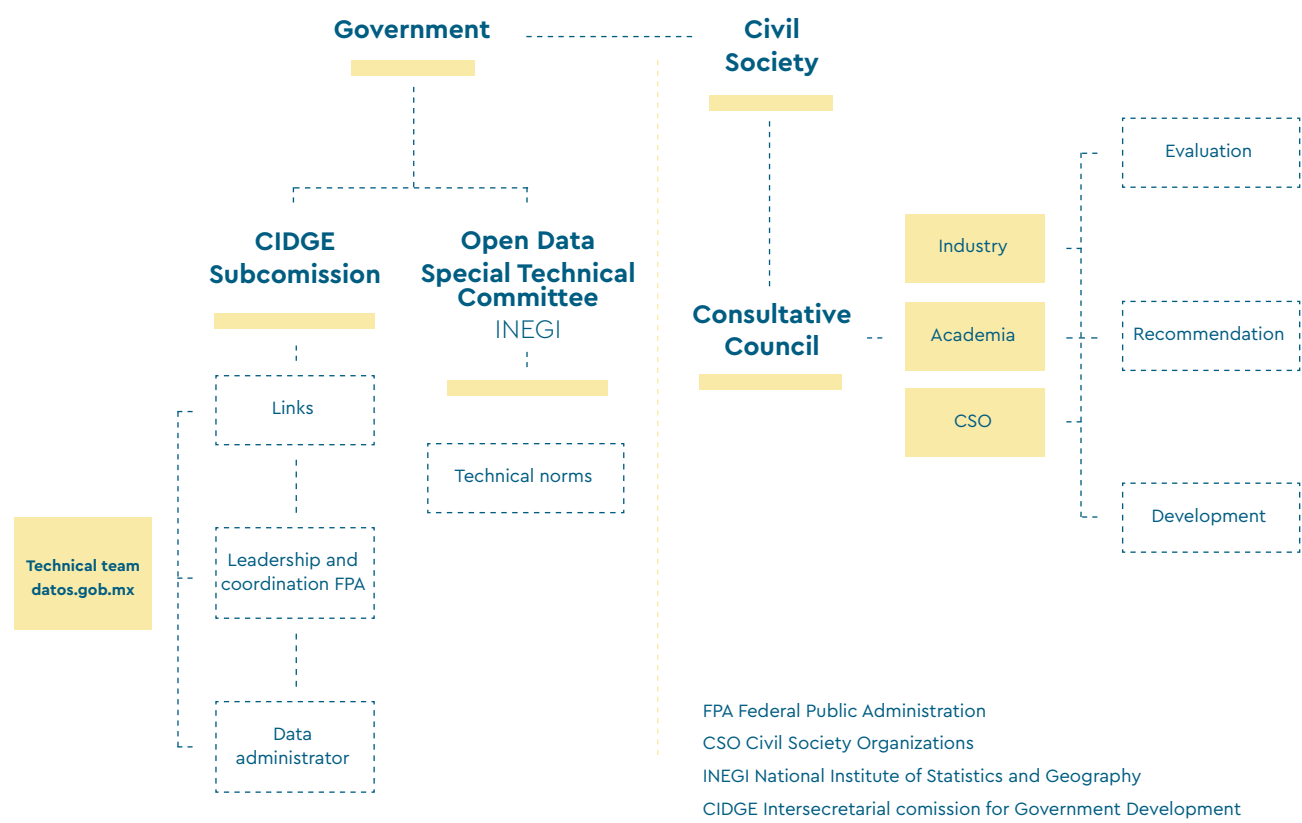 Government
Civil
Society
CIDGE
Subcomission
Open Data
Special Technical
Committee
INEGI
Links
Technical norms
Technical team
datos.gob.mx
Leadership and
coordination FPA
Data
administrator
Consultative
Council
Industry
Academia
CSO
Evaluation
Recommendation
Development
FPA Federal Public Administration
CSO Civil Society Organizations
INEGI National Institute of Statistics and Geography
CIDGE Intersecretarial comission for Government Development